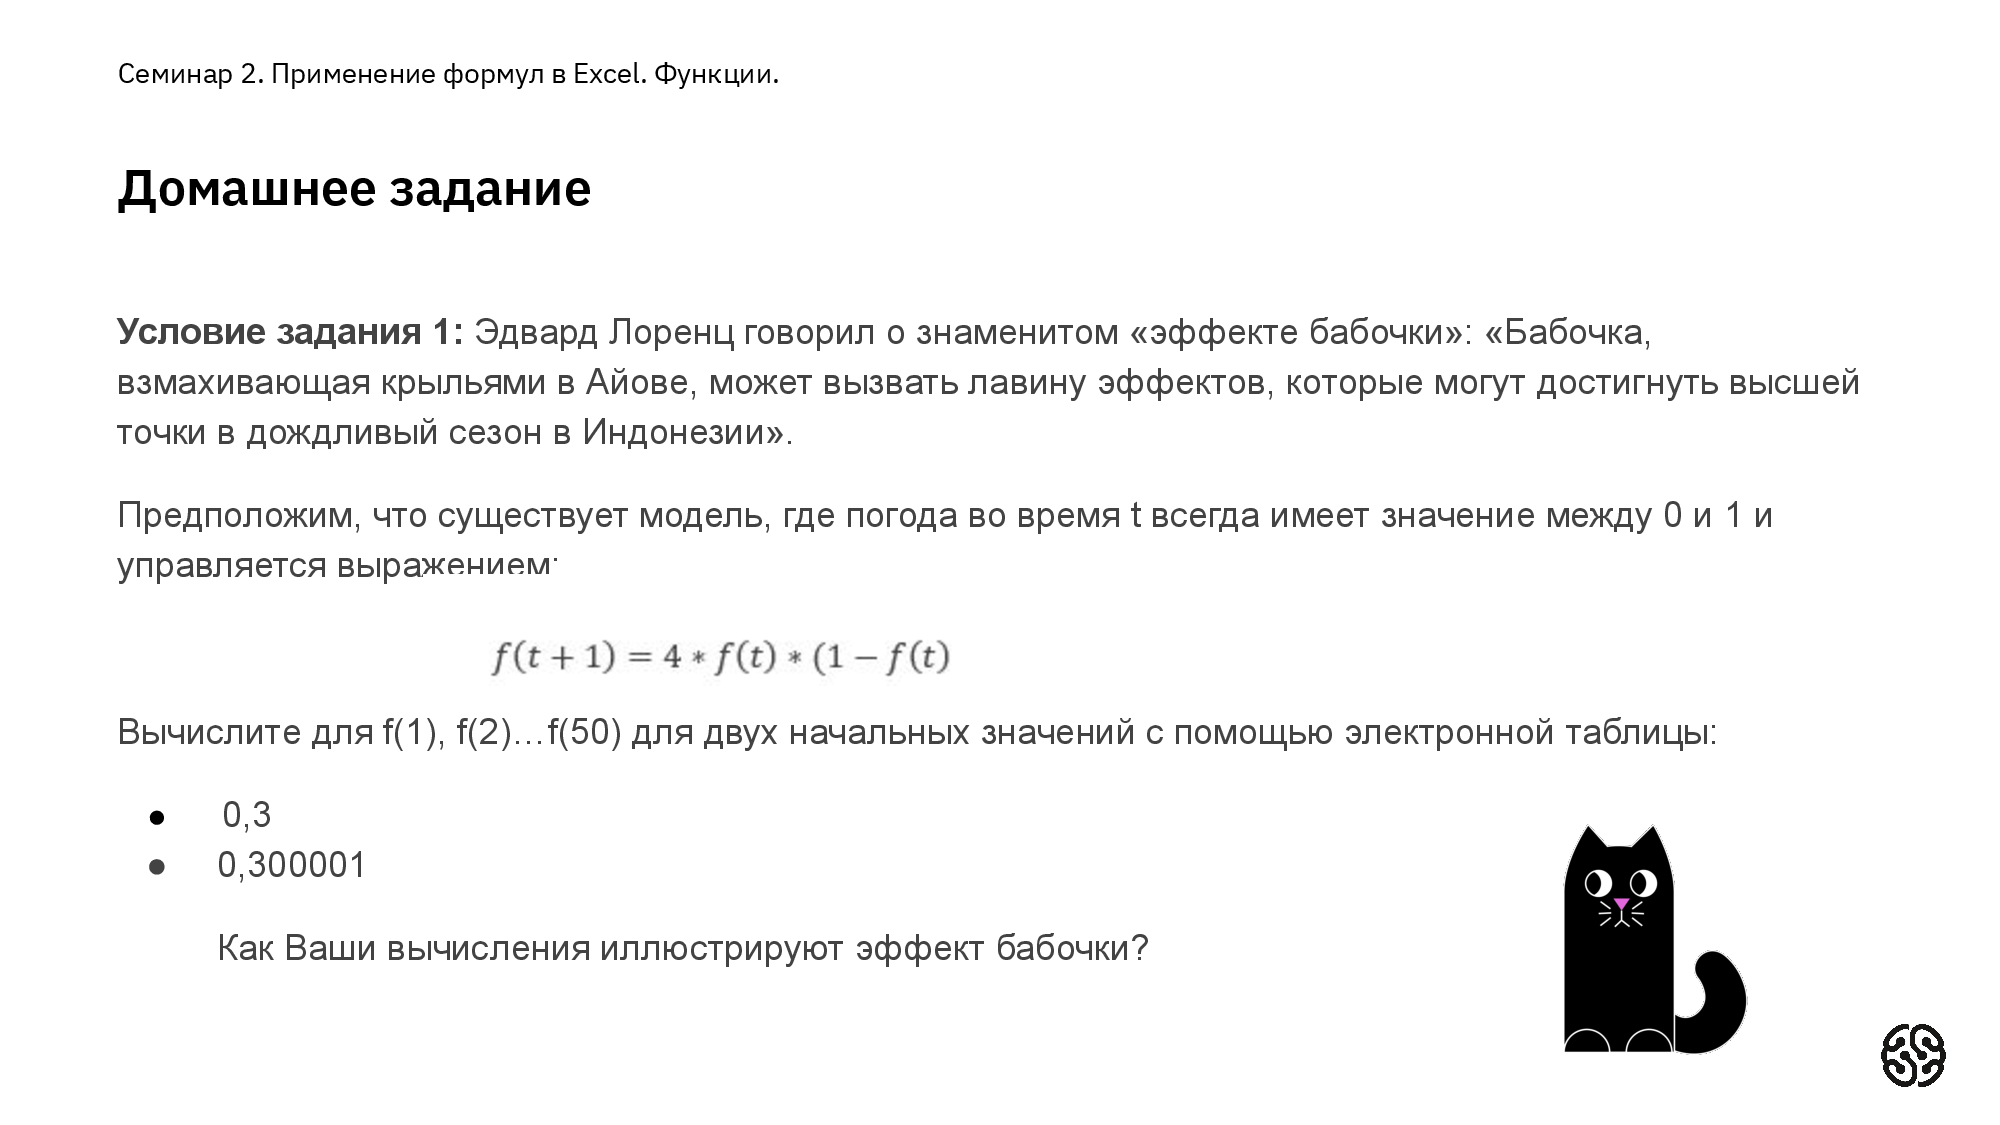 Семинар 2. Применение формул в Excel. Функции.
Домашнее задание
Условие задания 1: Эдвард Лоренц говорил о знаменитом «эффекте бабочки»: «Бабочка,
взмахивающая крыльями в Айове, может вызвать лавину эффектов, которые могут достигнуть высшей
точки в дождливый сезон в Индонезии».
Предположим, что существует модель, где погода во время t всегда имеет значение между 0 и 1 и
управляется выражением:
f(t + 1) = 4 * f(t) * (1 − f(t)
Вычислите для f(1), f(2)…f(50) для двух начальных значений с помощью электронной таблицы:
● 0,3
● 0,300001
Как Ваши вычисления иллюстрируют эффект бабочки?